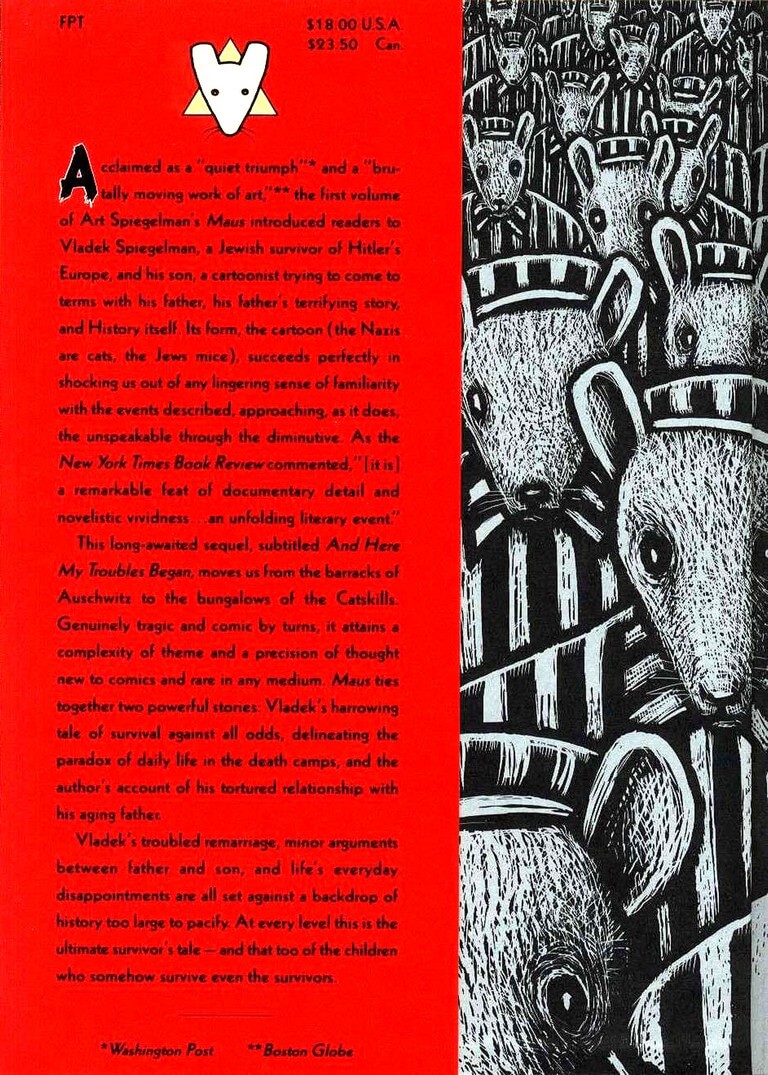 FPT
$18.00 U.S.A.
$23.50 Can.
Acclaimed as a "quiet triumph"* and a "bru-
tally moving work of art,"** the first volume
of Art Spiegelman's Maus introduced readers to
Vladek Spiegelman, a Jewish survivor of Hitler's
Europe, and his son, a cartoonist trying to come to
terms with his father, his father's terrifying story,
and History itself. Its form, the cartoon (the Nazis
are cats, the Jews mice), succeeds perfectly in
shocking us out of any lingering sense of familiarity
with the events described, approaching, as it does,
the unspeakable through the diminutive. As the
New York Times Book Review commented, "[it is]
a remarkable feat of documentary detail and
novelistic vividness...an unfolding literary event."
This long-awaited sequel, subtitled And Here
My Troubles Began, moves us from the barracks of
Auschwitz to the bungalows of the Catskills.
Genuinely tragic and comic by turns, it attains a
complexity of theme and a precision of thought
new to comics and rare in any medium. Maus ties
together two powerful stories: Vladek's harrowing
tale of survival against all odds, delineating the
paradox of daily life in the death camps, and the
author's account of his tortured relationship with
his aging father.
Vladek's troubled remarriage, minor arguments
between father and son, and life's everyday
disappointments are all set against a backdrop of
history too large to pacify. At every level this is the
ultimate survivor's tale—and that too of the children
who somehow survive even the survivors.
*Washington Post **Boston Globe